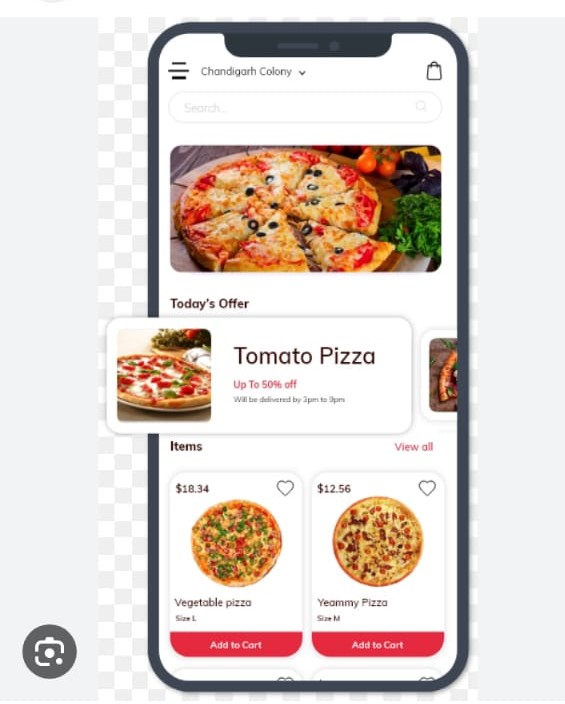 Chandigarh Colony
Search...
Today's Offer
Tomato Pizza
Up To 50% off
Will be delivered by 3pm to 9pm
Items
View all
$18.34
$12.56
Vegetable pizza
Yeammy Pizza
Size L
Size M
Add to Cart
Add to Cart